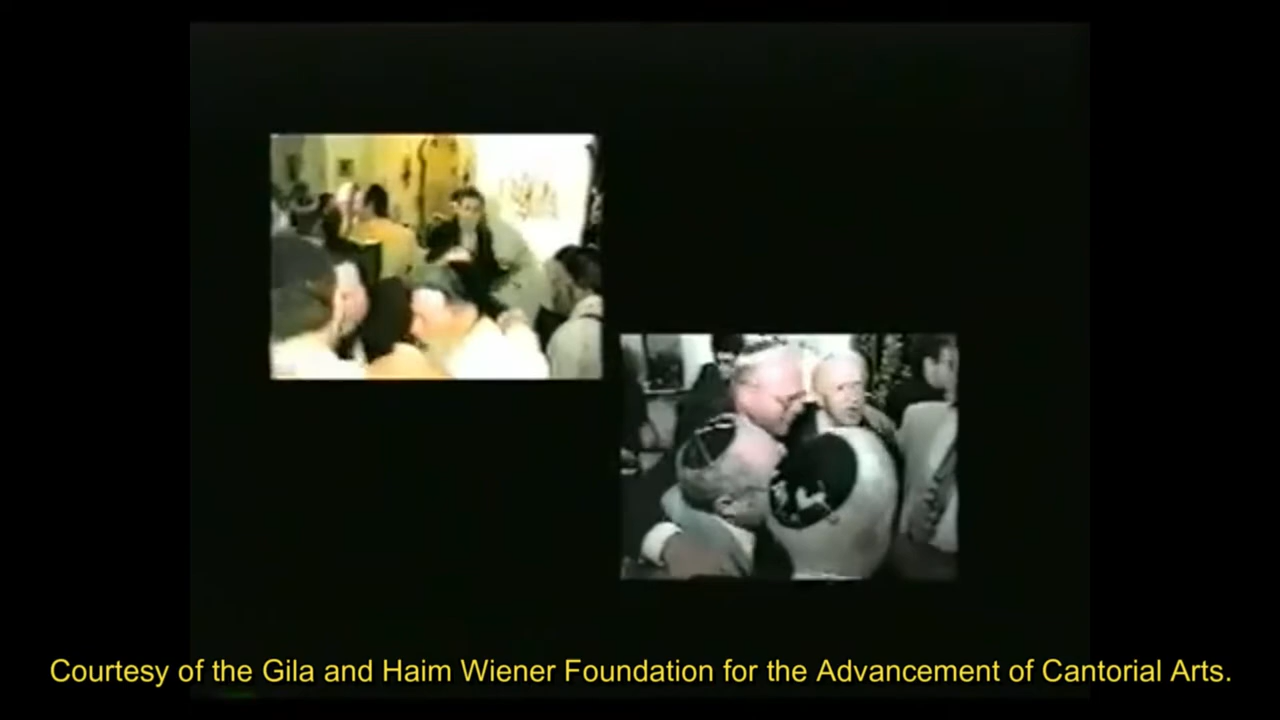 Courtesy of the Gila and Haim Wiener Foundation for the Advancement of Cantorial Arts.